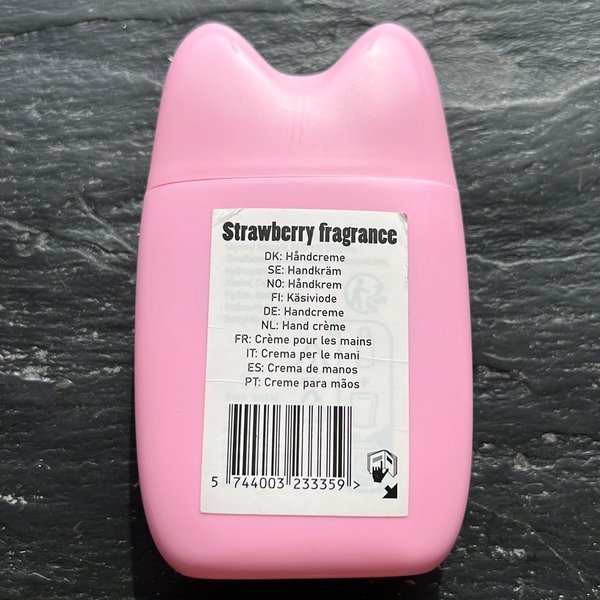 Strawberry fragrance
DK: Håndcreme
SE: Handkräm
NO: Håndkrem
FI: Käsiviode
DE: Handcreme
NL: Hand crème
FR: Crème pour les mains
IT: Crema per le mani
ES: Crema de manos
PT: Creme para mãos
5 744003 233359 >